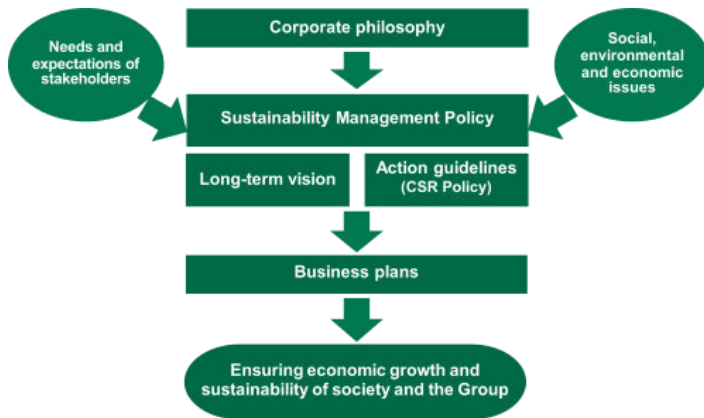 Corporate philosophy
Needs and
expectations of
stakeholders
Social,
environmental
and economic
issues
Sustainability Management Policy
Long-term vision
Action guidelines
(CSR Policy)
Business plans
Ensuring economic growth and
sustainability of society and the Group